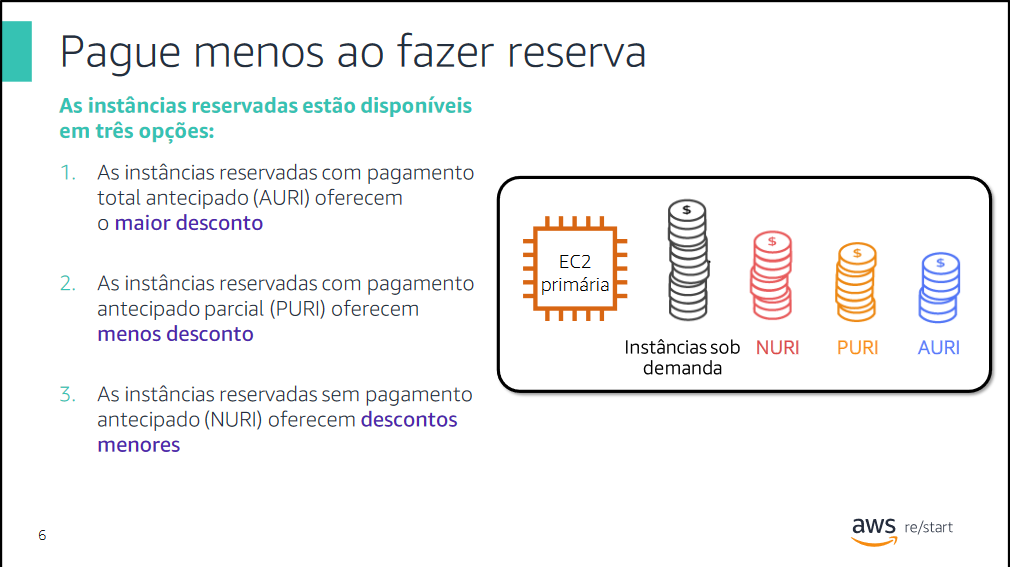 Pague menos ao fazer reserva
As instâncias reservadas estão disponíveis
em três opções:
1. As instâncias reservadas com pagamento
total antecipado (AURI) oferecem
o maior desconto
2. As instâncias reservadas com pagamento
antecipado parcial (PURI) oferecem
menos desconto
3. As instâncias reservadas sem pagamento
antecipado (NURI) oferecem descontos
menores
EC2
primária
$
$
$
$
Instâncias sob
demanda
NURI
PURI
AURI
6
aws re/start